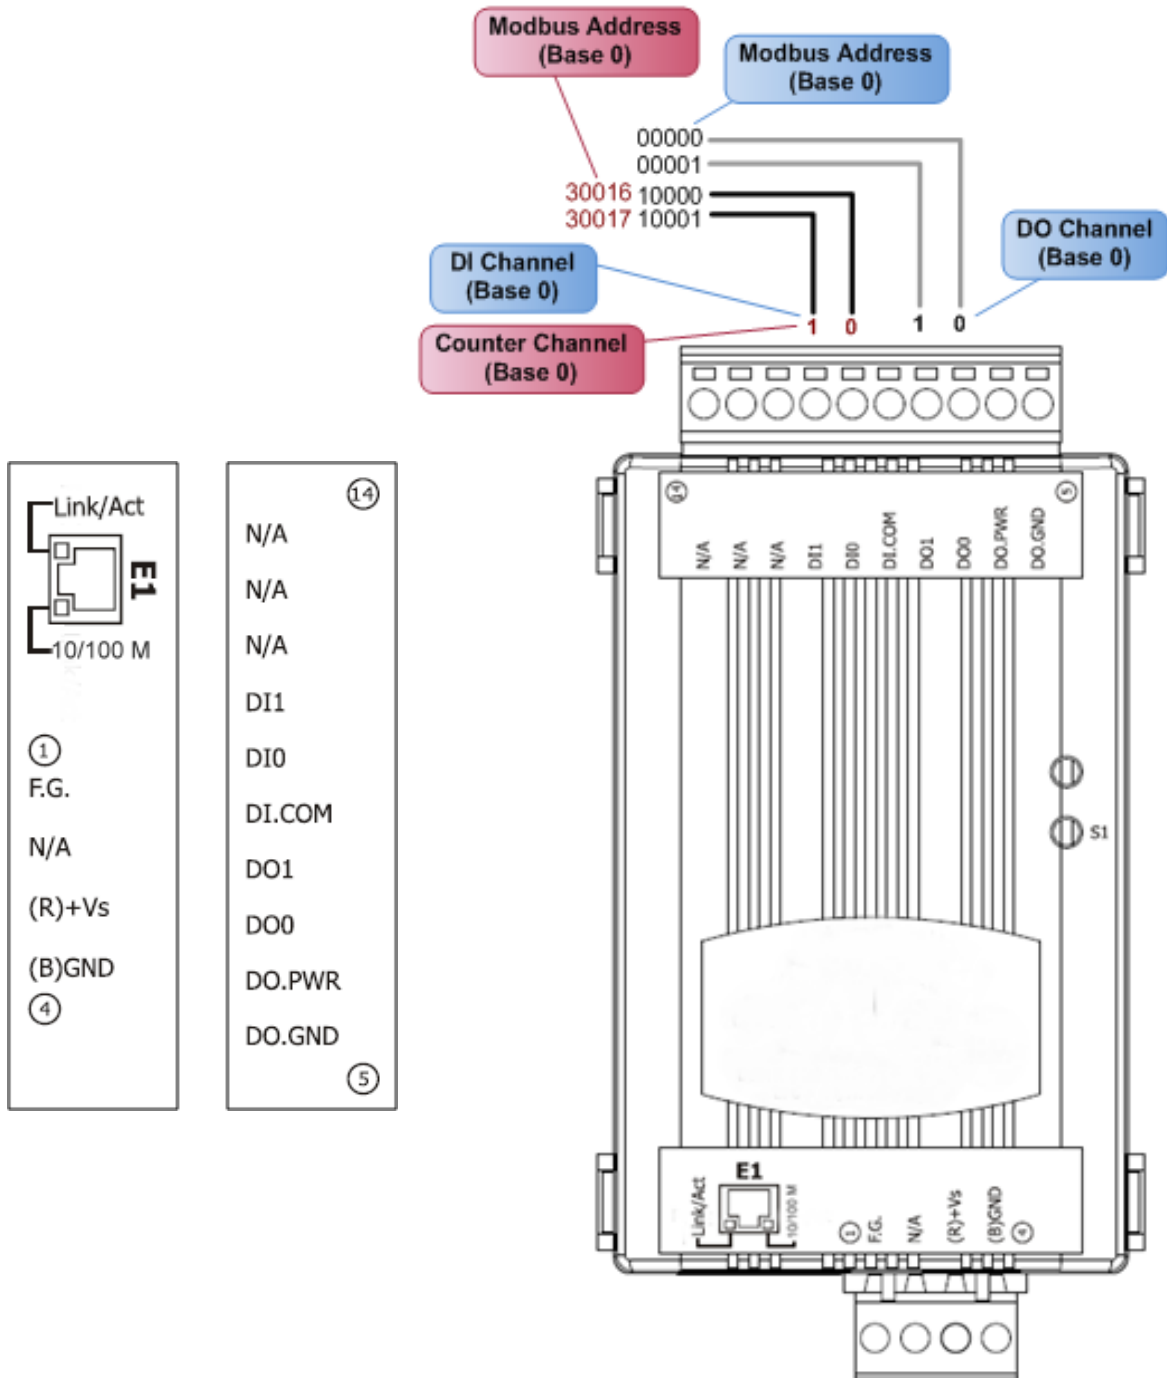 Modbus Address
(Base 0)
Modbus Address
(Base 0)
00000
00001
30016 10000
30017 10001
DI Channel
(Base 0)
DO Channel
(Base 0)
Counter Channel
(Base 0)
1 0 1 0
Link/Act
E1
10/100 M
1
F.G.
N/A
(R)+Vs
(B)GND
4
14
N/A
N/A
N/A
DI1
DI0
DI.COM
DO1
DO0
DO.PWR
DO.GND
5
14
5
N/A
N/A
N/A
DI1
DI0
DI.COM
DO1
DO0
DO.PWR
DO.GND
S1
E1
Link/Act
10/100 M
1
F.G.
N/A
(R)+Vs
(B)GND
4